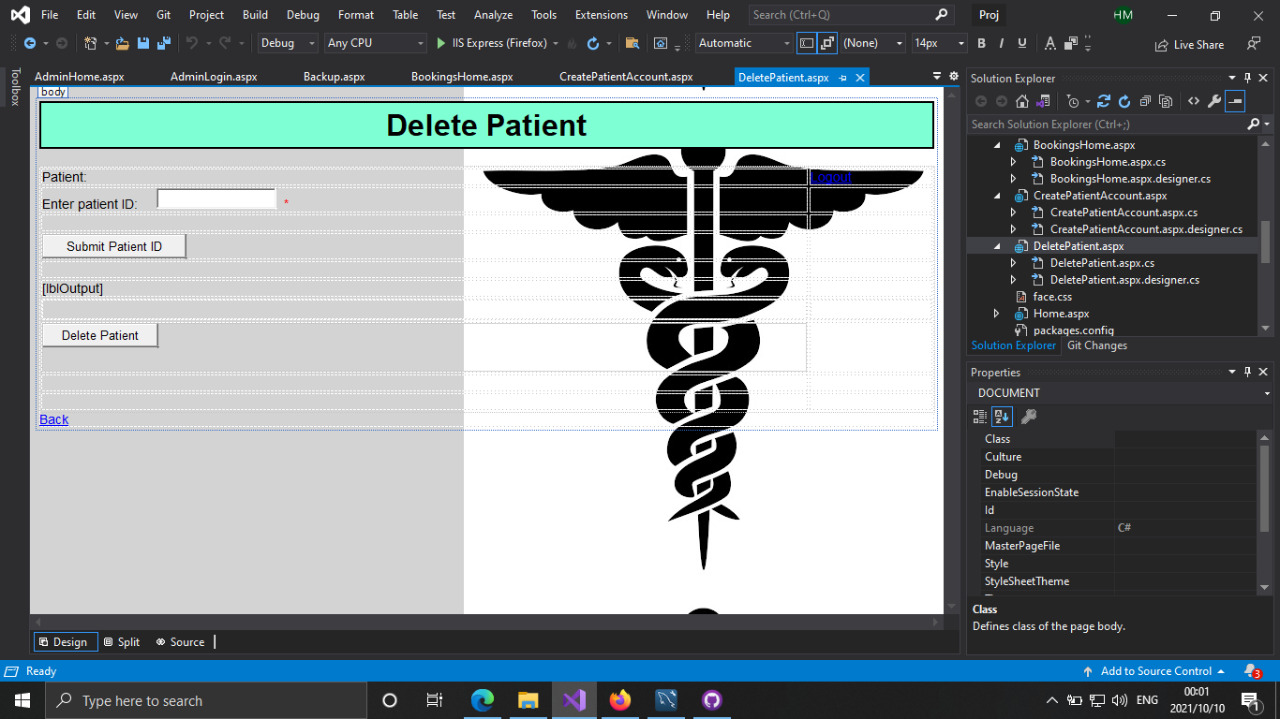 File Edit View Git Project Build Debug Format Table Test Analyze Tools Extensions Window Help Search (Ctrl+Q) Proj HM
Debug Any CPU IIS Express (Firefox) Automatic (None) 14px B I U A Live Share
Toolbox
AdminHome.aspx AdminLogin.aspx Backup.aspx BookingsHome.aspx CreatePatientAccount.aspx DeletePatient.aspx
body
Delete Patient
Patient: Logout
Enter patient ID: *
Submit Patient ID
[lblOutput]
Delete Patient
Back
Design Split Source
Solution Explorer
Search Solution Explorer (Ctrl+;)
BookingsHome.aspx
BookingsHome.aspx.cs
BookingsHome.aspx.designer.cs
CreatePatientAccount.aspx
CreatePatientAccount.aspx.cs
CreatePatientAccount.aspx.designer.cs
DeletePatient.aspx
DeletePatient.aspx.cs
DeletePatient.aspx.designer.cs
face.css
Home.aspx
packages.config
Solution Explorer Git Changes
Properties
DOCUMENT
Class
Culture
Debug
EnableSessionState
Id
Language C#
MasterPageFile
Style
StyleSheetTheme
Class
Defines class of the page body.
Ready Add to Source Control 3
Type here to search ENG 00:01
2021/10/10 1